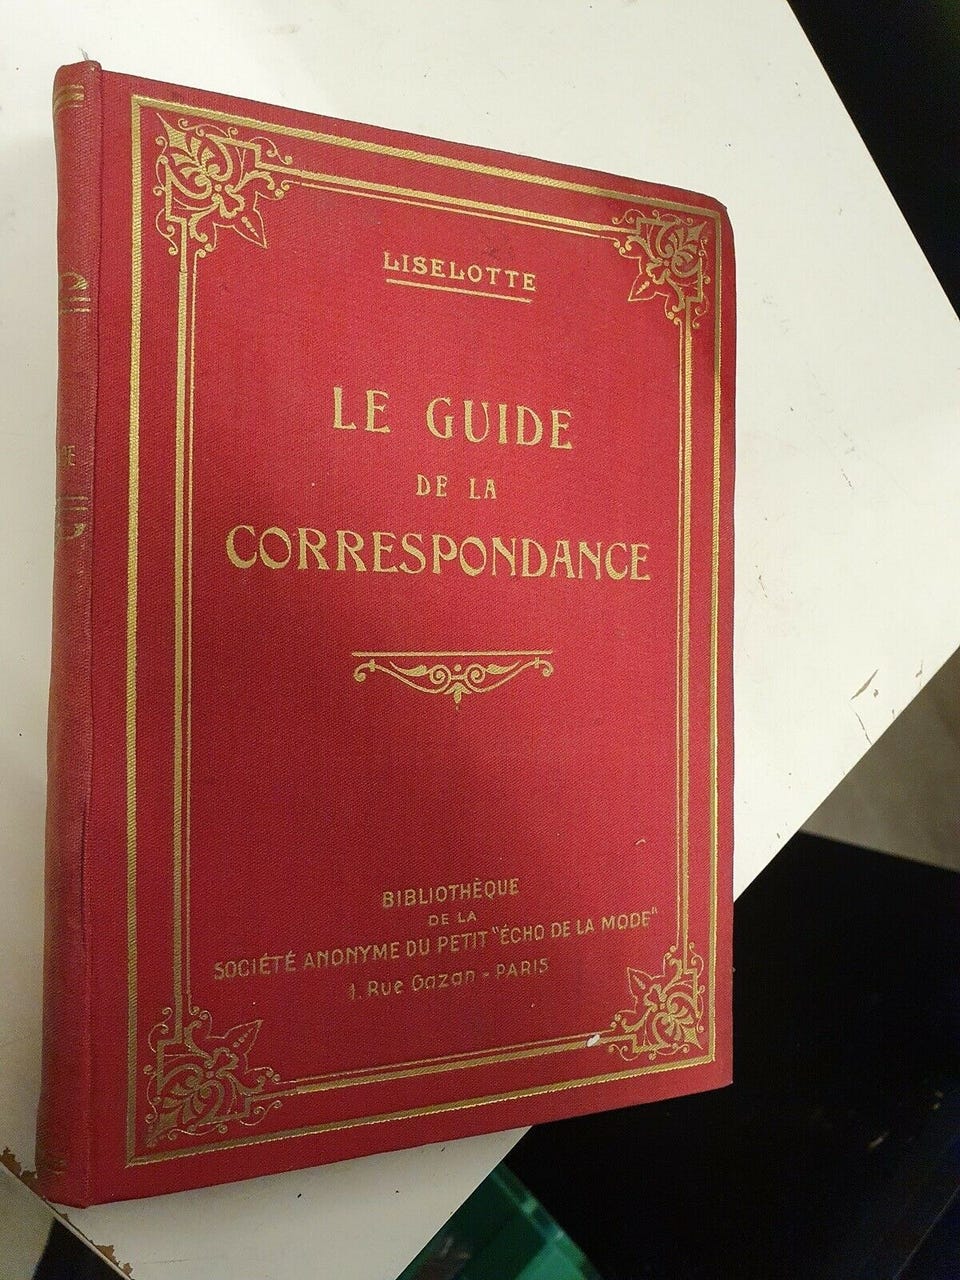 LISELOTTE
LE GUIDE
DE LA
CORRESPONDANCE
BIBLIOTHÈQUE
DE LA
SOCIÉTÉ ANONYME DU PETIT "ÉCHO DE LA MODE"
1, Rue Gazan - PARIS